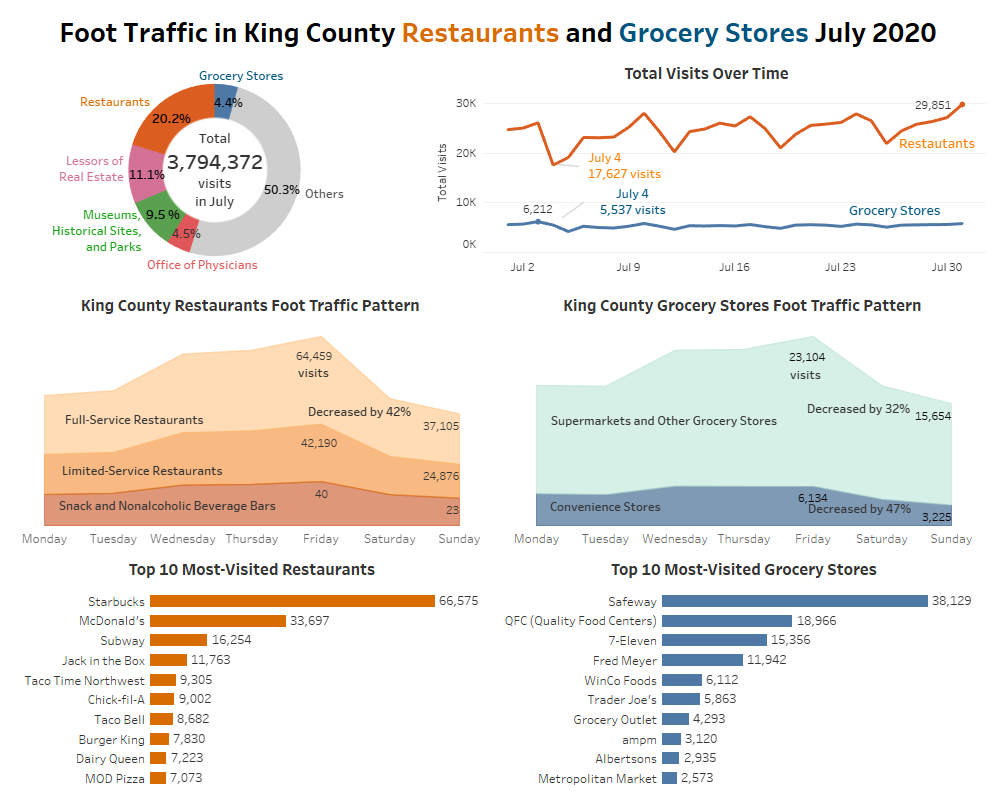 Foot Traffic in King County Restaurants and Grocery Stores July 2020
Grocery Stores
4.4%
Restaurants
20.2%
Lessors of
Real Estate
11.1%
Museums,
Historical Sites,
and Parks
9.5 %
4.5%
Office of Physicians
50.3%
Others
Total
3,794,372
visits
in July
Total Visits Over Time
Total Visits
30K
20K
10K
0K
29,851
Restautants
July 4
17,627 visits
July 4
5,537 visits
6,212
Grocery Stores
Jul 2
Jul 9
Jul 16
Jul 23
Jul 30
King County Restaurants Foot Traffic Pattern
64,459
visits
Decreased by 42%
Full-Service Restaurants
37,105
42,190
Limited-Service Restaurants
24,876
40
Snack and Nonalcoholic Beverage Bars
23
Monday
Tuesday
Wednesday
Thursday
Friday
Saturday
Sunday
King County Grocery Stores Foot Traffic Pattern
23,104
visits
Decreased by 32%
15,654
Supermarkets and Other Grocery Stores
6,134
Convenience Stores
Decreased by 47%
3,225
Monday
Tuesday
Wednesday
Thursday
Friday
Saturday
Sunday
Top 10 Most-Visited Restaurants
Starbucks 66,575
McDonald's 33,697
Subway 16,254
Jack in the Box 11,763
Taco Time Northwest 9,305
Chick-fil-A 9,002
Taco Bell 8,682
Burger King 7,830
Dairy Queen 7,223
MOD Pizza 7,073
Top 10 Most-Visited Grocery Stores
Safeway 38,129
QFC (Quality Food Centers) 18,966
7-Eleven 15,356
Fred Meyer 11,942
WinCo Foods 6,112
Trader Joe's 5,863
Grocery Outlet 4,293
ampm 3,120
Albertsons 2,935
Metropolitan Market 2,573